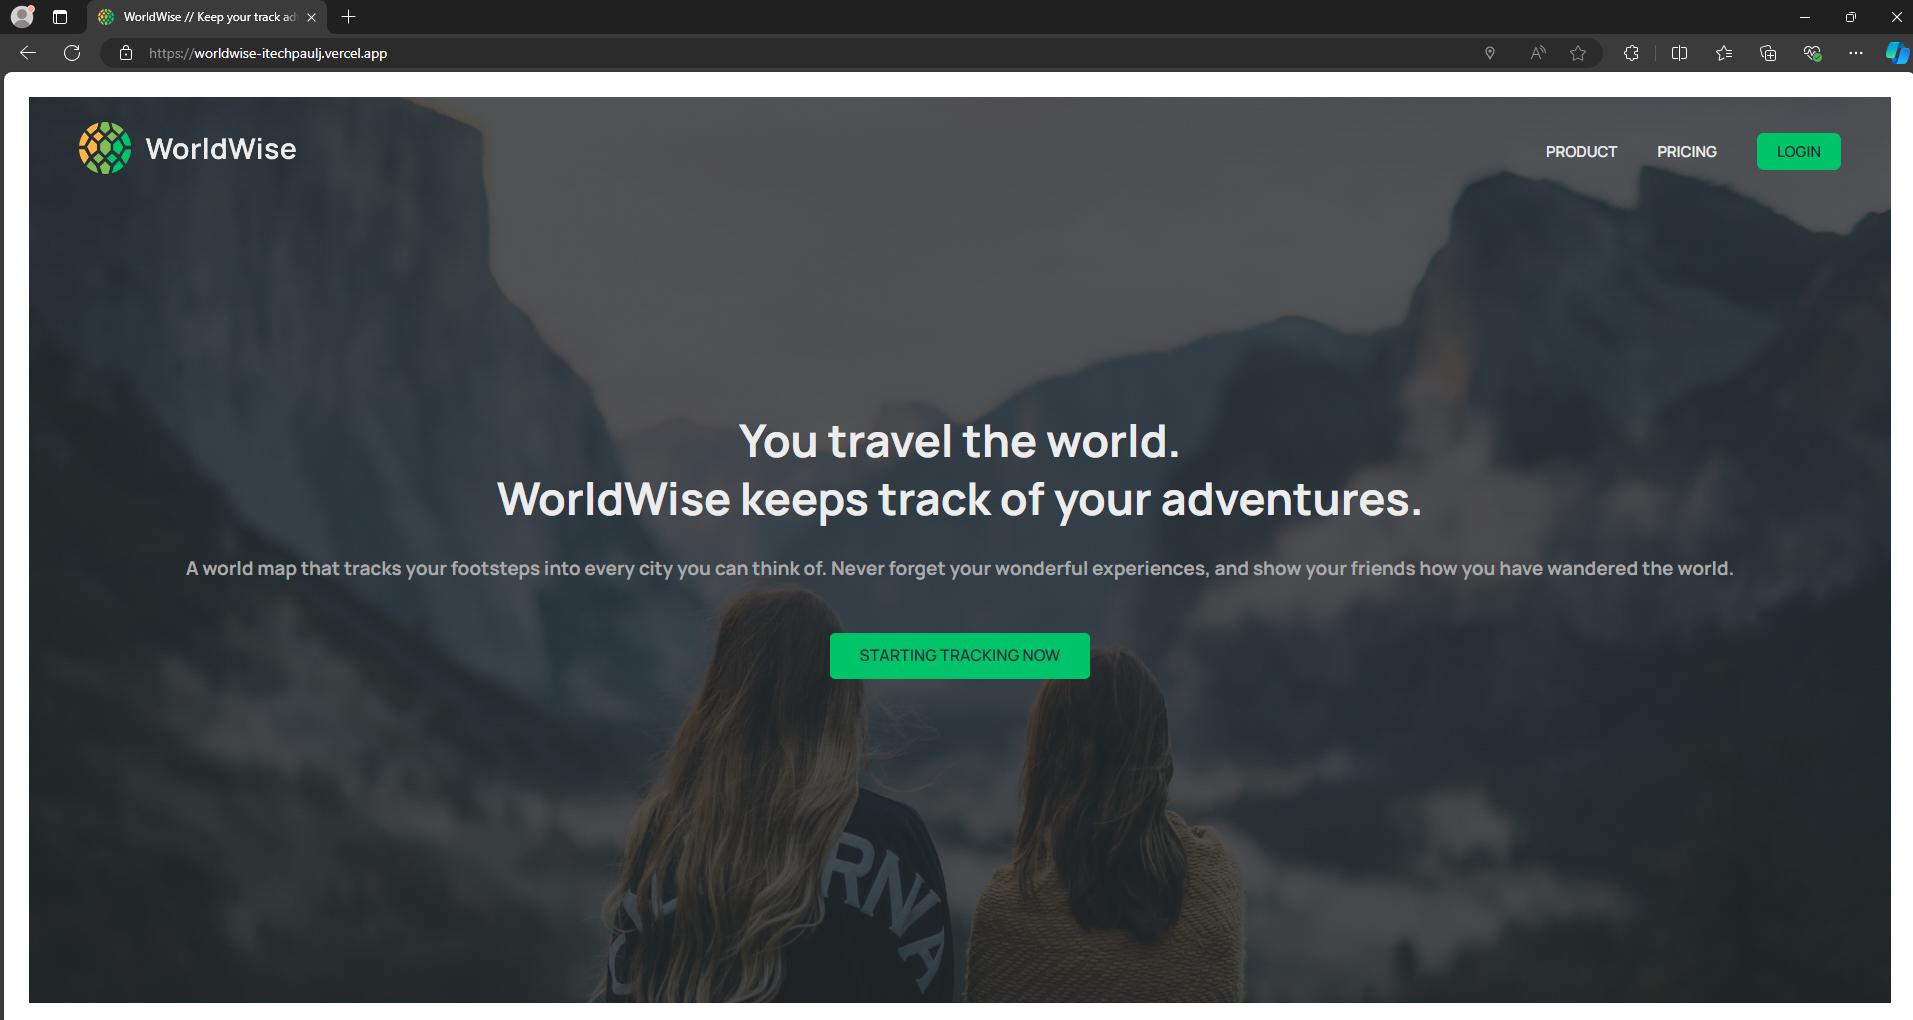 WorldWise // Keep your track ad
https://worldwise-itechpaulj.vercel.app
WorldWise
PRODUCT
PRICING
LOGIN
You travel the world.
WorldWise keeps track of your adventures.
A world map that tracks your footsteps into every city you can think of. Never forget your wonderful experiences, and show your friends how you have wandered the world.
STARTING TRACKING NOW
RNA